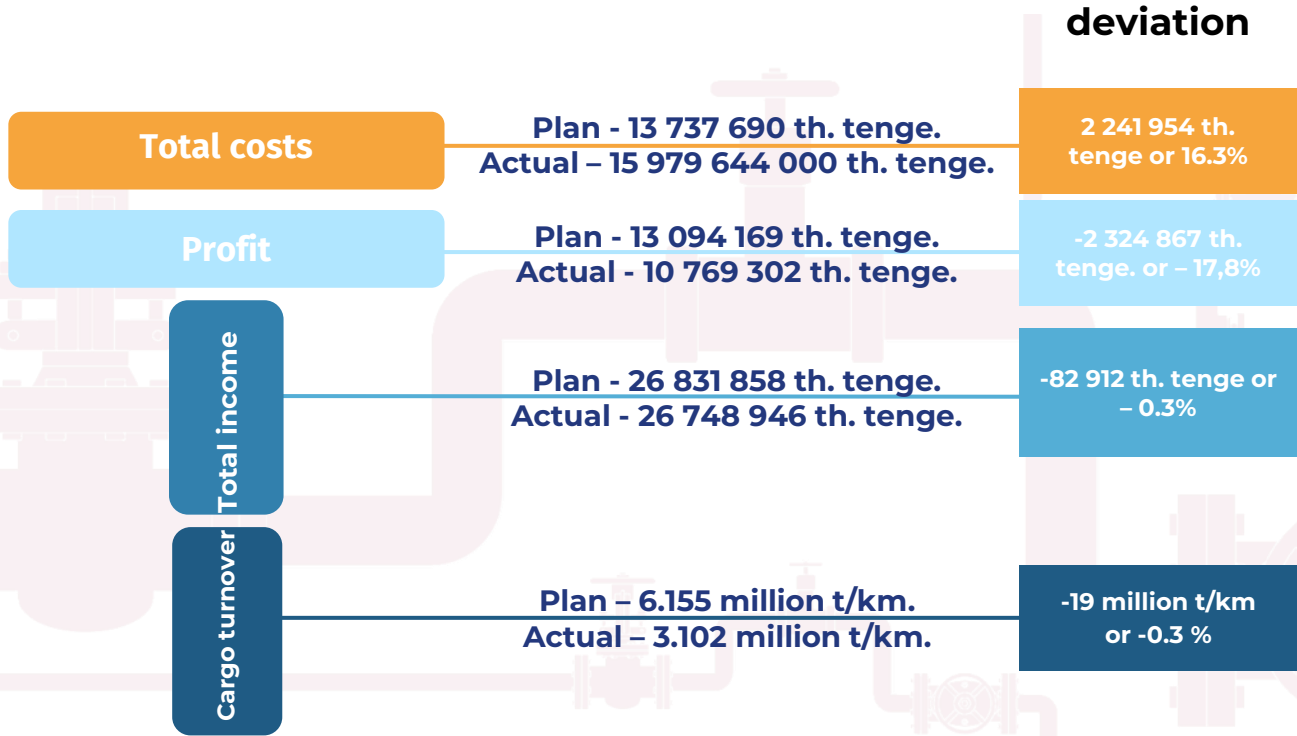 deviation
Total costs
Plan - 13 737 690 th. tenge.
Actual – 15 979 644 000 th. tenge.
2 241 954 th.
tenge or 16.3%
Profit
Plan - 13 094 169 th. tenge.
Actual - 10 769 302 th. tenge.
-2 324 867 th.
tenge. or – 17,8%
Total income
Plan - 26 831 858 th. tenge.
Actual - 26 748 946 th. tenge.
-82 912 th. tenge or
– 0.3%
Cargo turnover
Plan – 6.155 million t/km.
Actual – 3.102 million t/km.
-19 million t/km
or -0.3 %